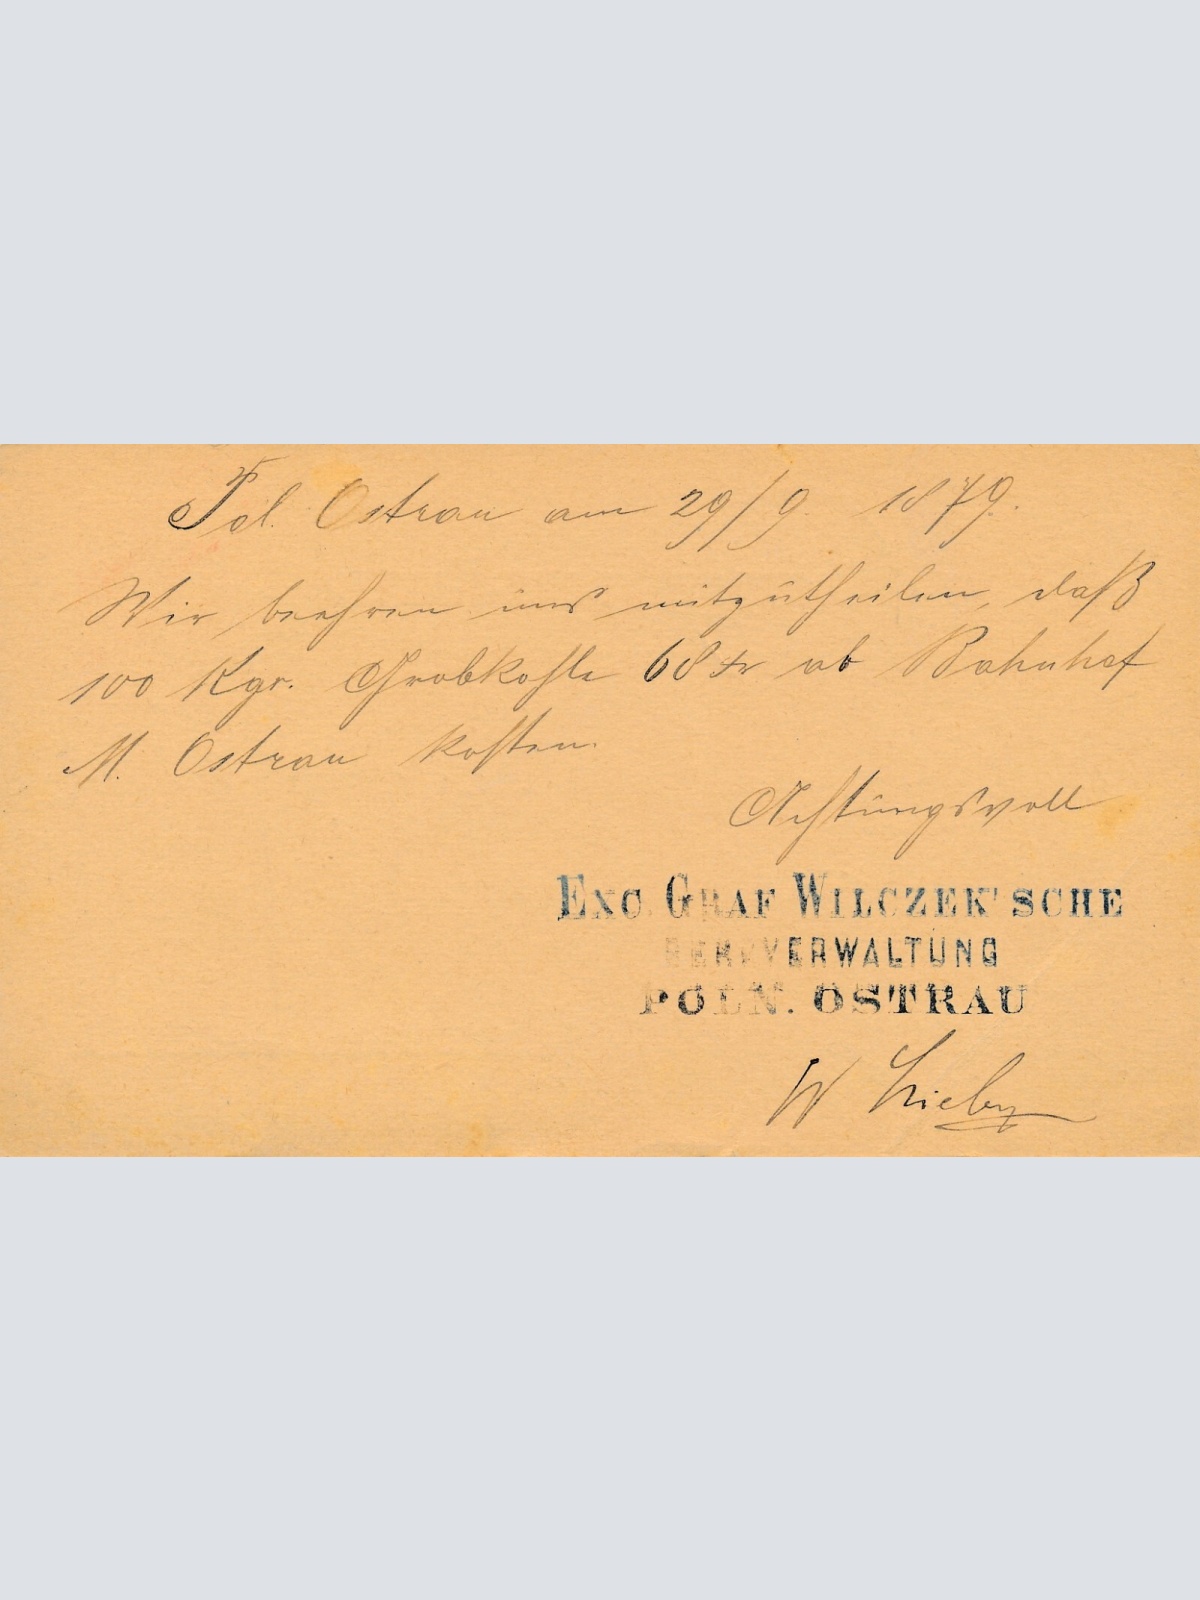 Pol. Ostrau am 29/9. 1879.
Wir beehren uns mitzutheilen, daß
100 Kgr. Grobkohle 68 Kr ab Bahnhof
M. Ostrau kosten.
Achtungsvoll
EXC. GRAF WILCZEK'SCHE
BERGVERWALTUNG
POLN. OSTRAU
W